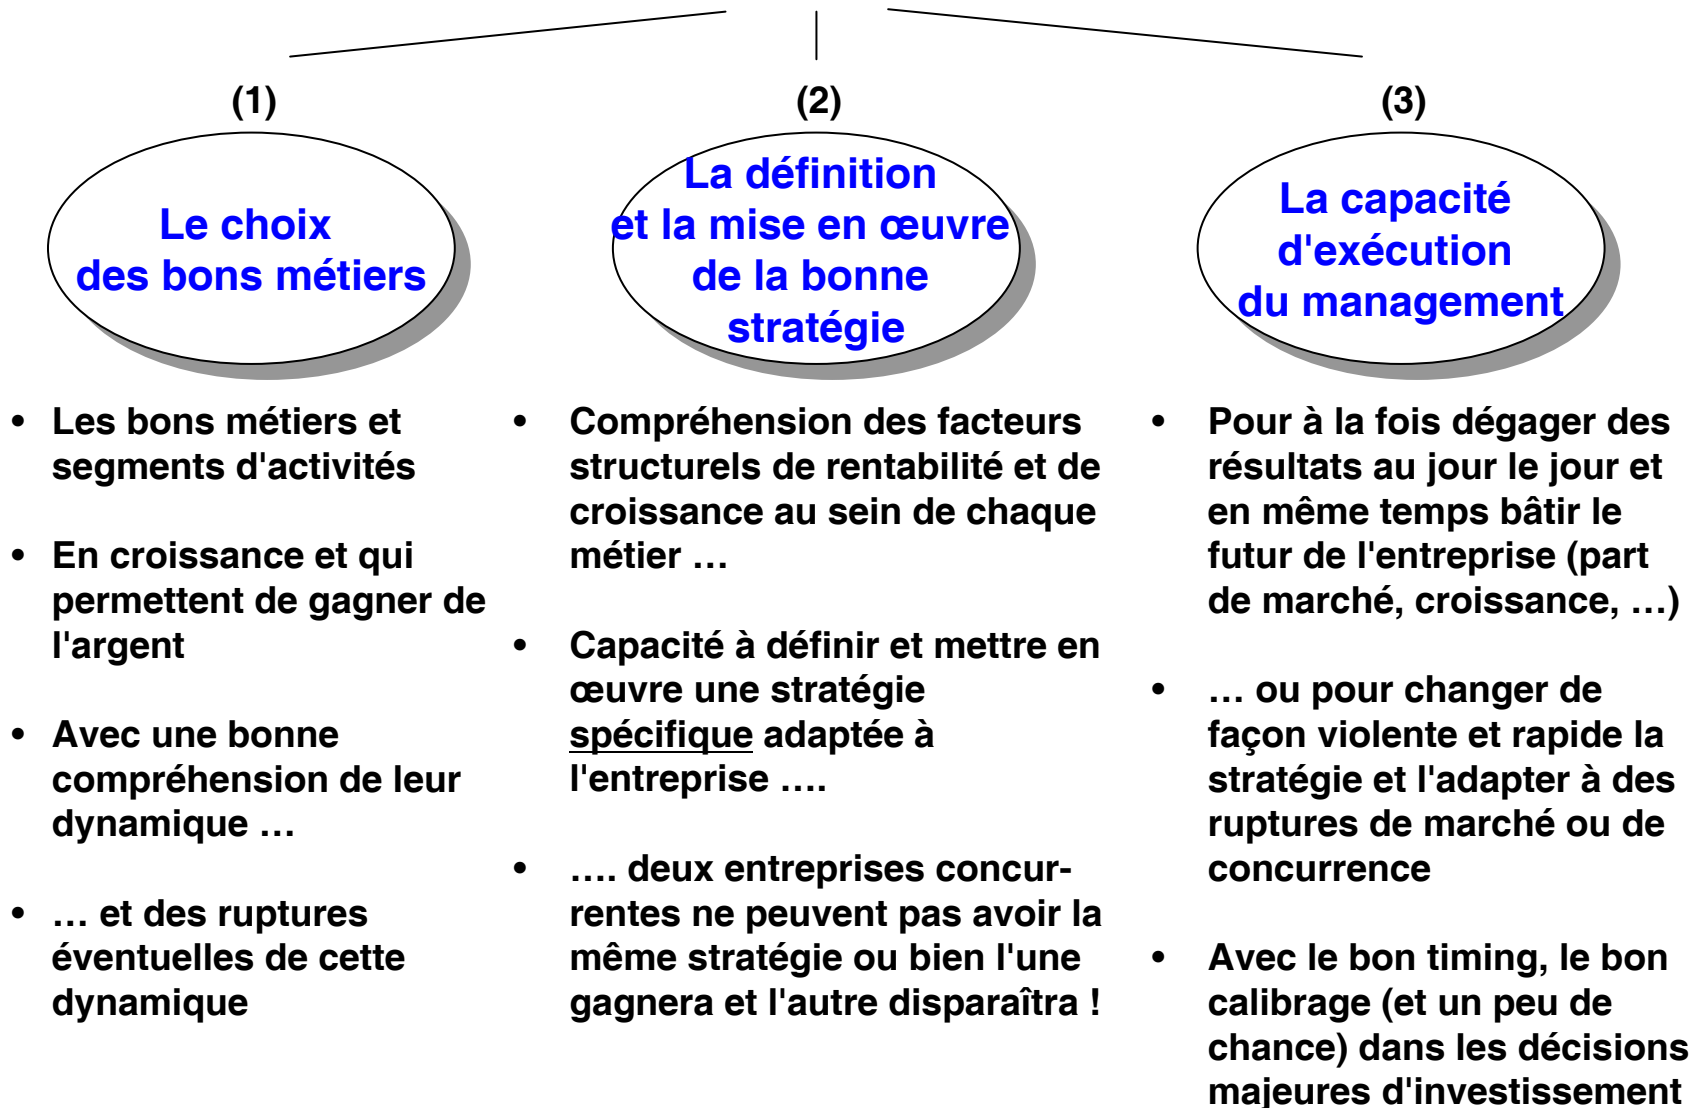 (1)
Le choix
des bons métiers
• Les bons métiers et
segments d'activités
• En croissance et qui
permettent de gagner de
l'argent
• Avec une bonne
compréhension de leur
dynamique …
• … et des ruptures
éventuelles de cette
dynamique
(2)
La définition
et la mise en œuvre
de la bonne
stratégie
• Compréhension des facteurs
structurels de rentabilité et de
croissance au sein de chaque
métier …
• Capacité à définir et mettre en
œuvre une stratégie
spécifique adaptée à
l'entreprise ….
• …. deux entreprises concur-
rentes ne peuvent pas avoir la
même stratégie ou bien l'une
gagnera et l'autre disparaîtra !
(3)
La capacité
d'exécution
du management
• Pour à la fois dégager des
résultats au jour le jour et
en même temps bâtir le
futur de l'entreprise (part
de marché, croissance, …)
• … ou pour changer de
façon violente et rapide la
stratégie et l'adapter à des
ruptures de marché ou de
concurrence
• Avec le bon timing, le bon
calibrage (et un peu de
chance) dans les décisions
majeures d'investissement